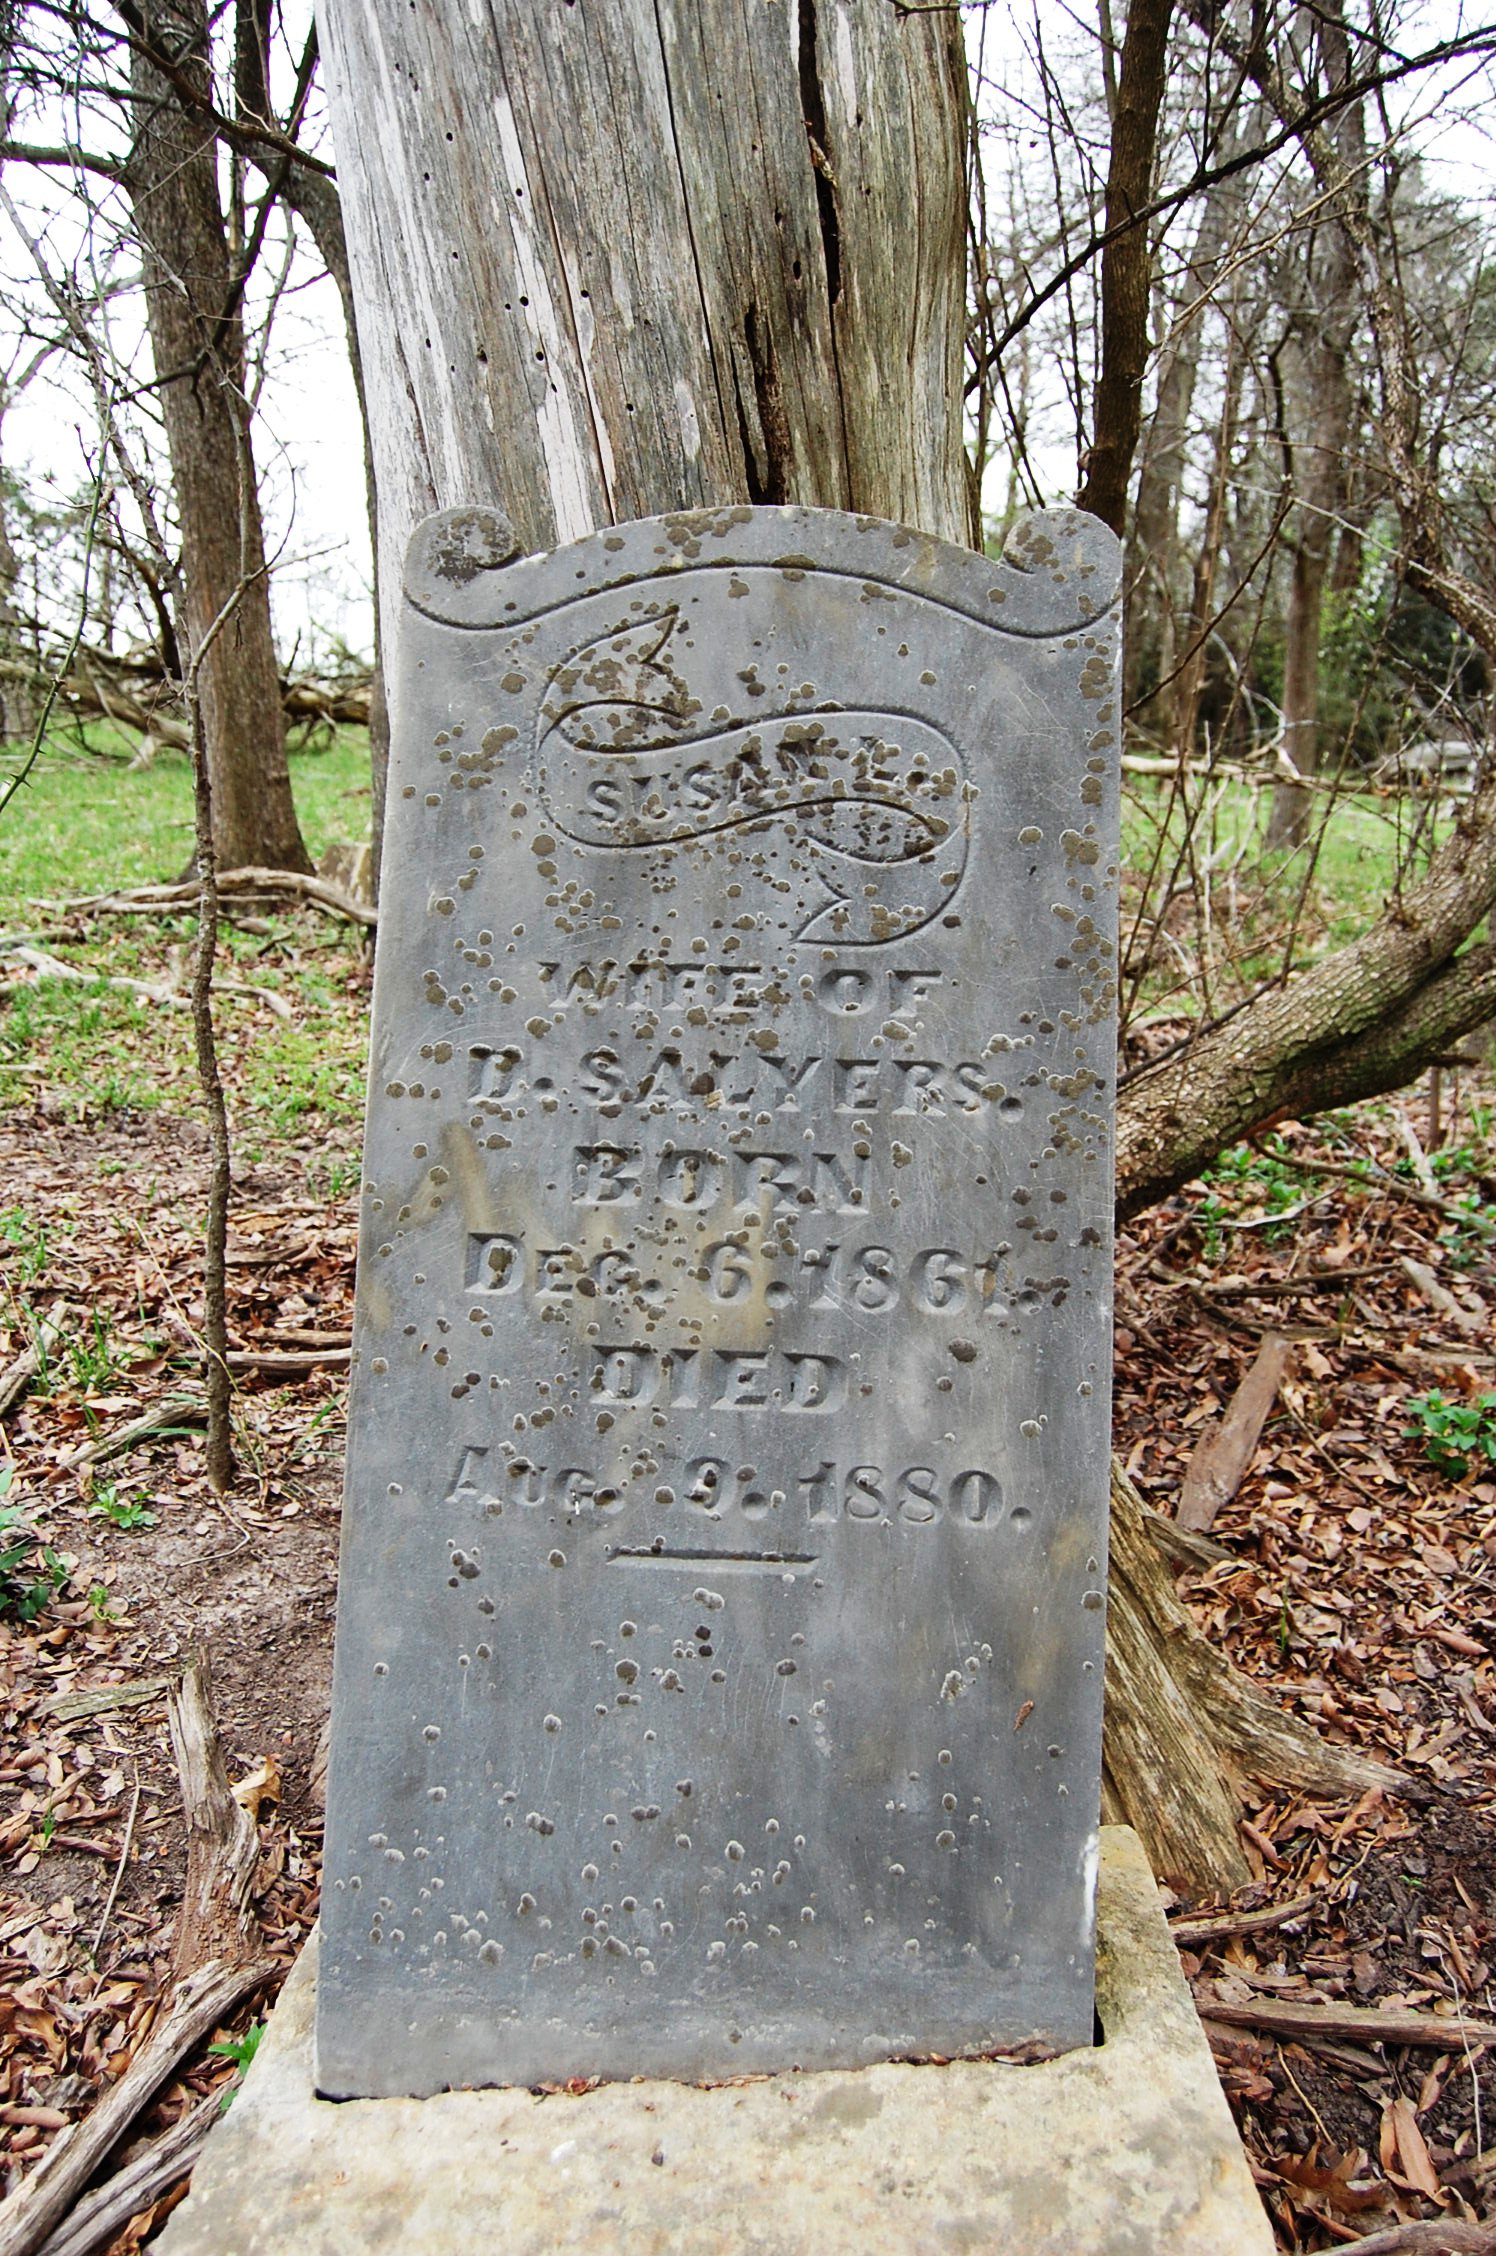 SUSAN L.
WIFE OF
D. SALYERS.
BORN
DEC. 6. 1861.
DIED
AUG. 9. 1880.